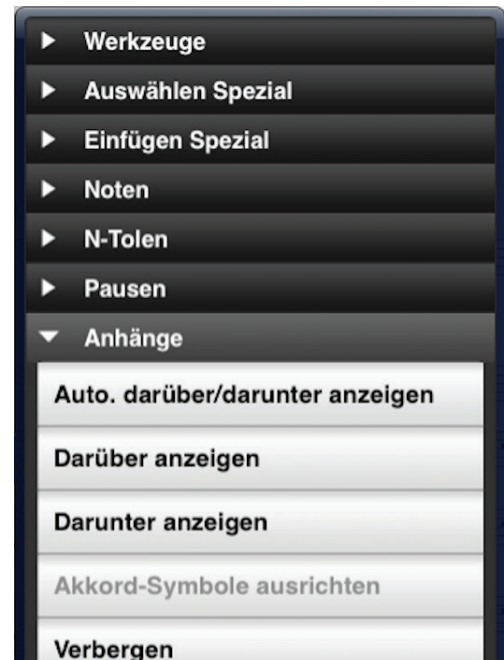 Werkzeuge
Auswählen Spezial
Einfügen Spezial
Noten
N-Tolen
Pausen
Anhänge
Auto. darüber/darunter anzeigen
Darüber anzeigen
Darunter anzeigen
Akkord-Symbole ausrichten
Verbergen